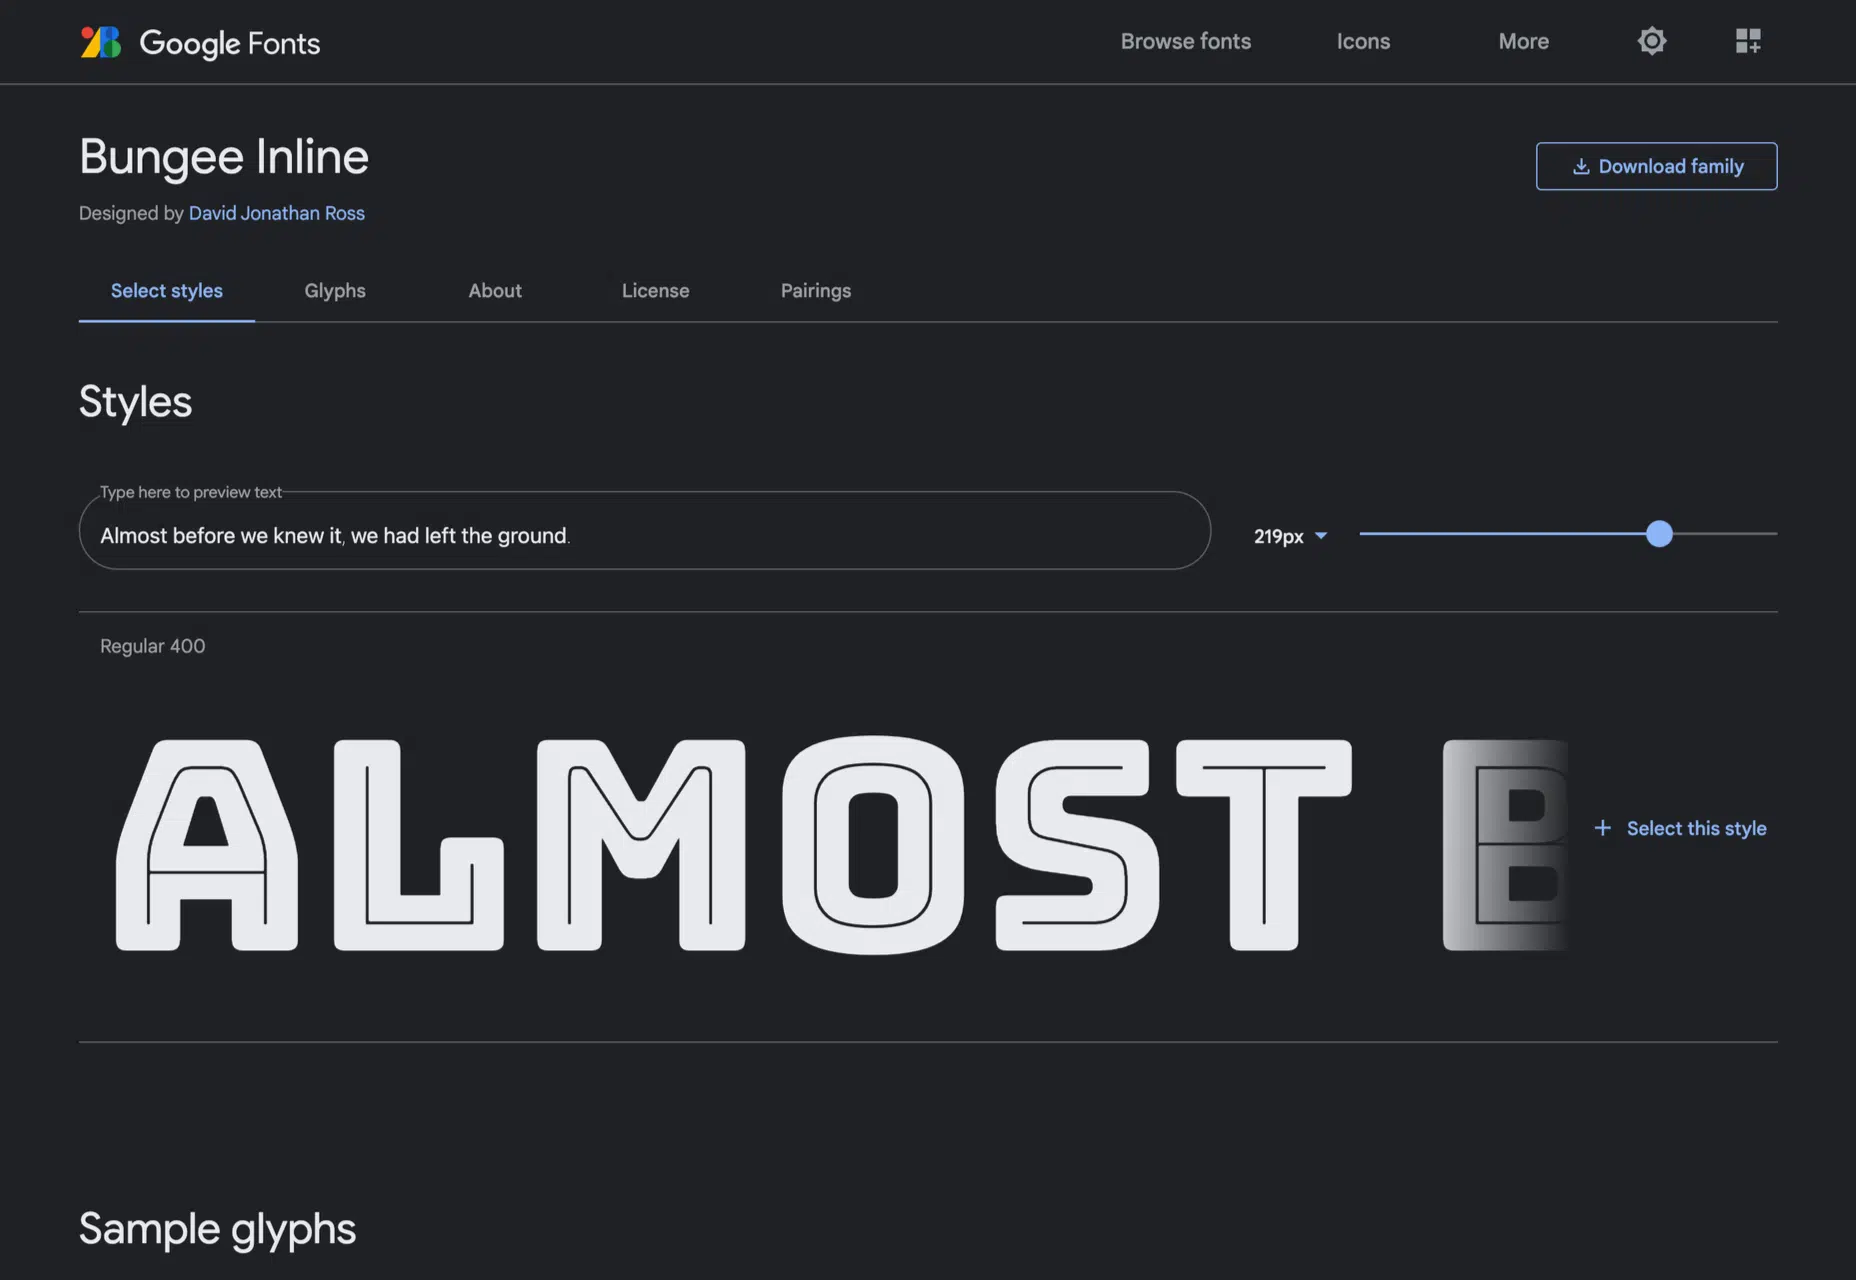 Google Fonts
Browse fonts
Icons
More
Bungee Inline
Download family
Designed by David Jonathan Ross
Select styles
Glyphs
About
License
Pairings
Styles
Type here to preview text
Almost before we knew it, we had left the ground.
219px
Regular 400
ALMOST B
+ Select this style
Sample glyphs